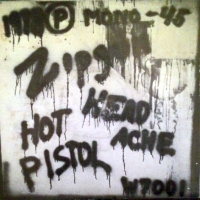 1978 Ⓟ MONO-45
ZIPS
HEAD
HOT ACHE
PISTOL
W7001